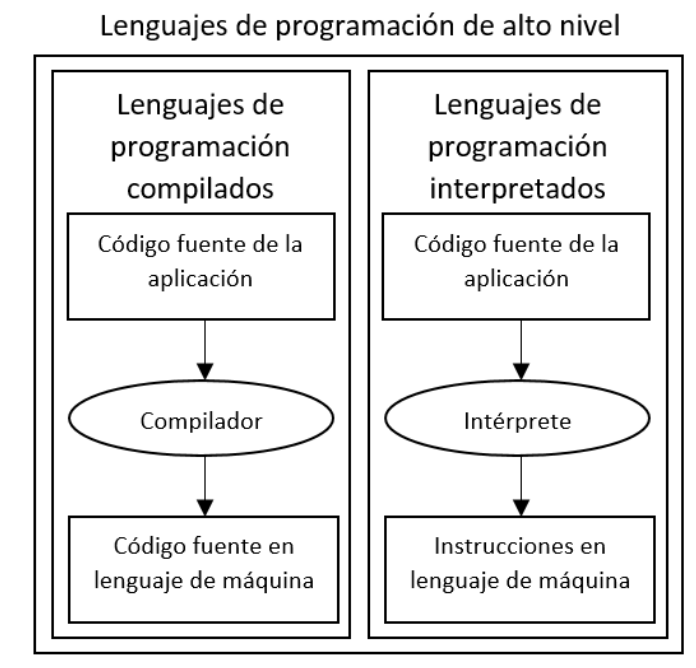 Lenguajes de programación de alto nivel
Lenguajes de
programación
compilados
Código fuente de la
aplicación
Compilador
Código fuente en
lenguaje de máquina
Lenguajes de
programación
interpretados
Código fuente de la
aplicación
Intérprete
Instrucciones en
lenguaje de máquina